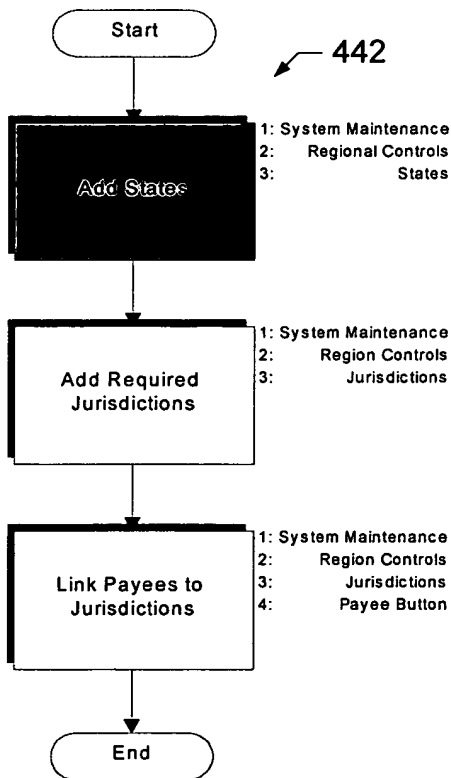 Start
442
Add States
1: System Maintenance
2: Regional Controls
3: States
Add Required
Jurisdictions
1: System Maintenance
2: Region Controls
3: Jurisdictions
Link Payees to
Jurisdictions
1: System Maintenance
2: Region Controls
3: Jurisdictions
4: Payee Button
End